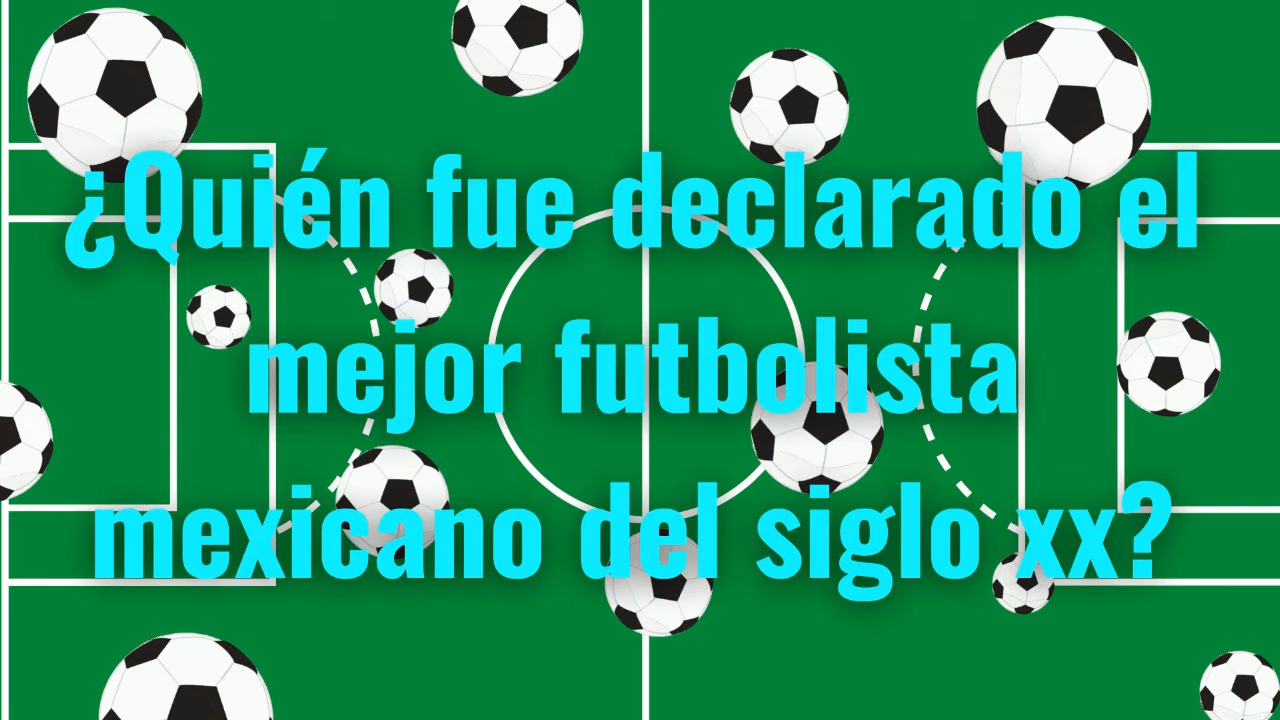 ¿Quién fue declarado el
mejor futbolista
mexicano del siglo xx?